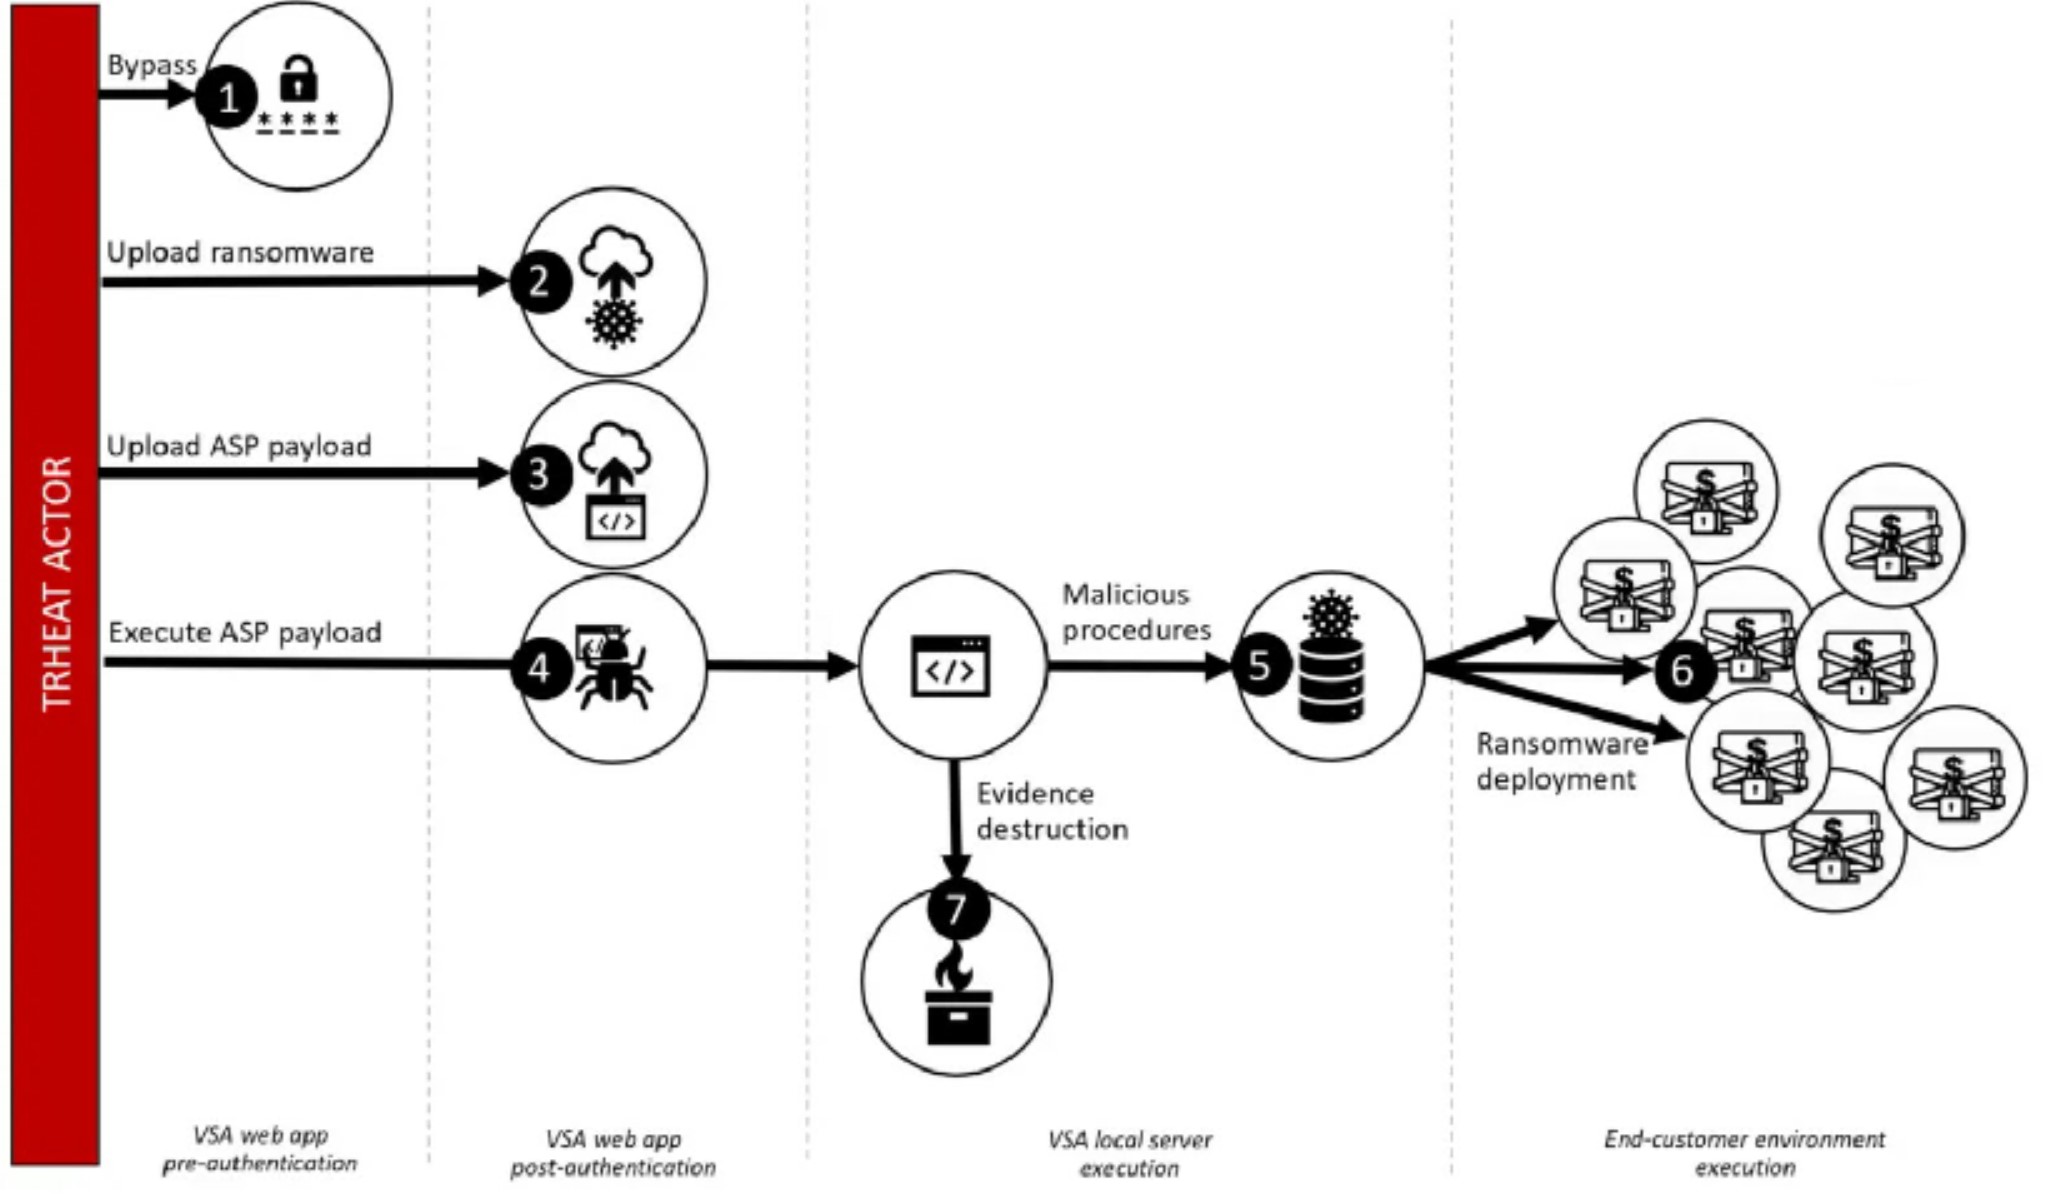 TRHEAT ACTOR
Bypass
1
* * * *
Upload ransomware
2
Upload ASP payload
3
</>
Execute ASP payload
4
</>
</>
Malicious
procedures
5
Evidence
destruction
7
6
Ransomware
deployment
$
$
$
$
$
$
$
$
VSA web app
pre-authentication
VSA web app
post-authentication
VSA local server
execution
End-customer environment
execution